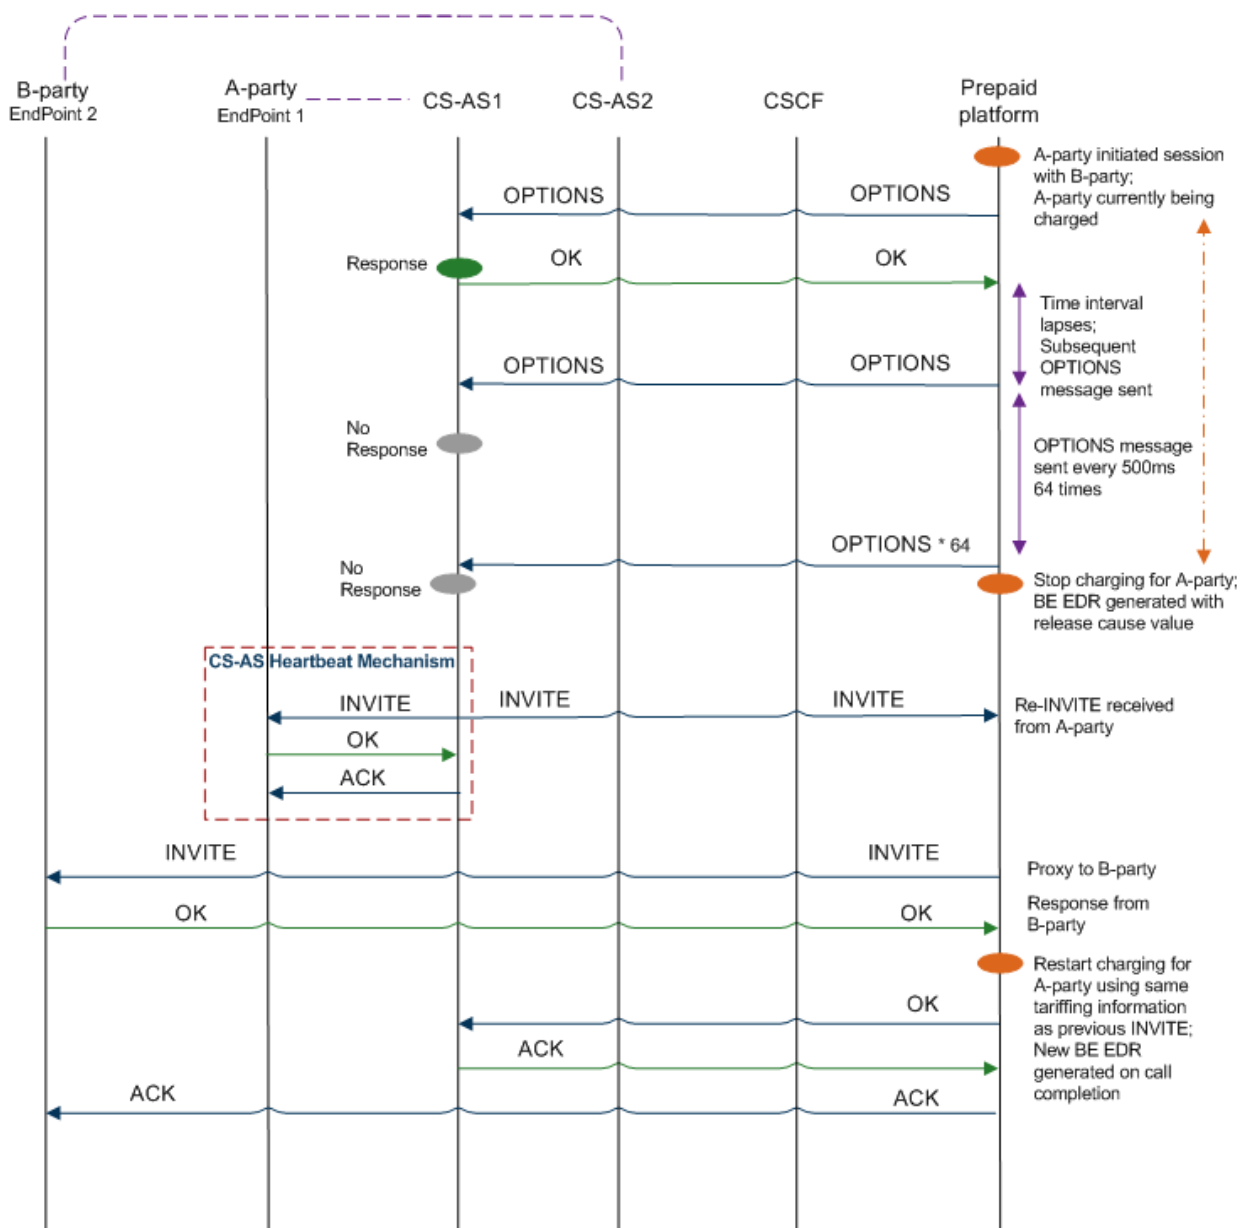 B-party
EndPoint 2
A-party
EndPoint 1
CS-AS1
CS-AS2
CSCF
Prepaid
platform
A-party initiated session
with B-party;
A-party currently being
charged
OPTIONS
OPTIONS
Response
OK
OK
Time interval
lapses;
Subsequent
OPTIONS
message sent
OPTIONS
OPTIONS
No
Response
OPTIONS message
sent every 500ms
64 times
OPTIONS * 64
No
Response
Stop charging for A-party;
BE EDR generated with
release cause value
CS-AS Heartbeat Mechanism
INVITE
INVITE
INVITE
Re-INVITE received
from A-party
OK
ACK
INVITE
INVITE
Proxy to B-party
OK
OK
Response from
B-party
Restart charging for
A-party using same
tariffing information
as previous INVITE;
New BE EDR
generated on call
completion
OK
ACK
ACK
ACK